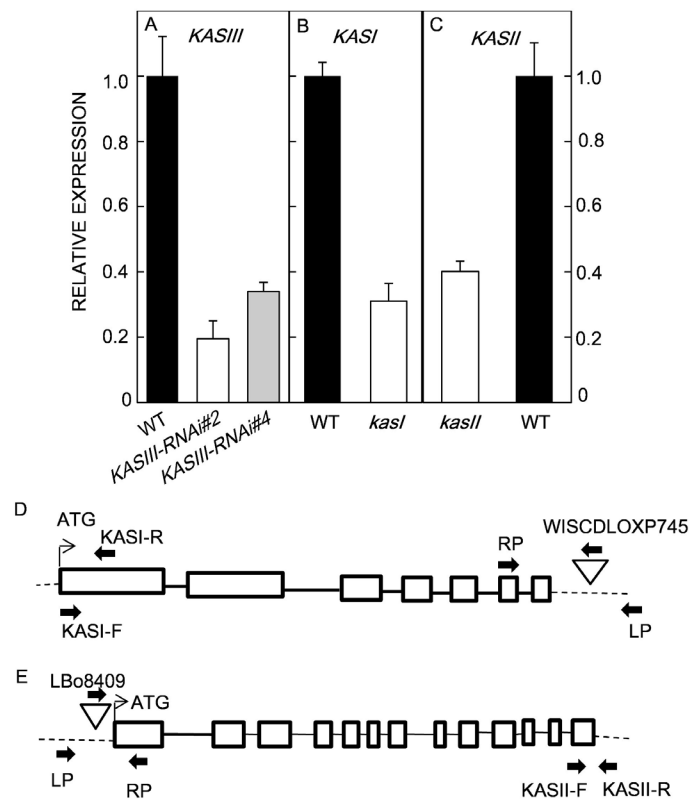 A
KASIII
B
KASI
C
KASII
RELATIVE EXPRESSION
1.0
0.8
0.6
0.4
0.2
0
1.0
0.8
0.6
0.4
0.2
0
WT
KASIII-RNAi#2
KASIII-RNAi#4
WT
kasI
kasII
WT
D
ATG
KASI-R
RP
WISCDLOXP745
KASI-F
LP
E
LBo8409
ATG
LP
RP
KASII-F
KASII-R